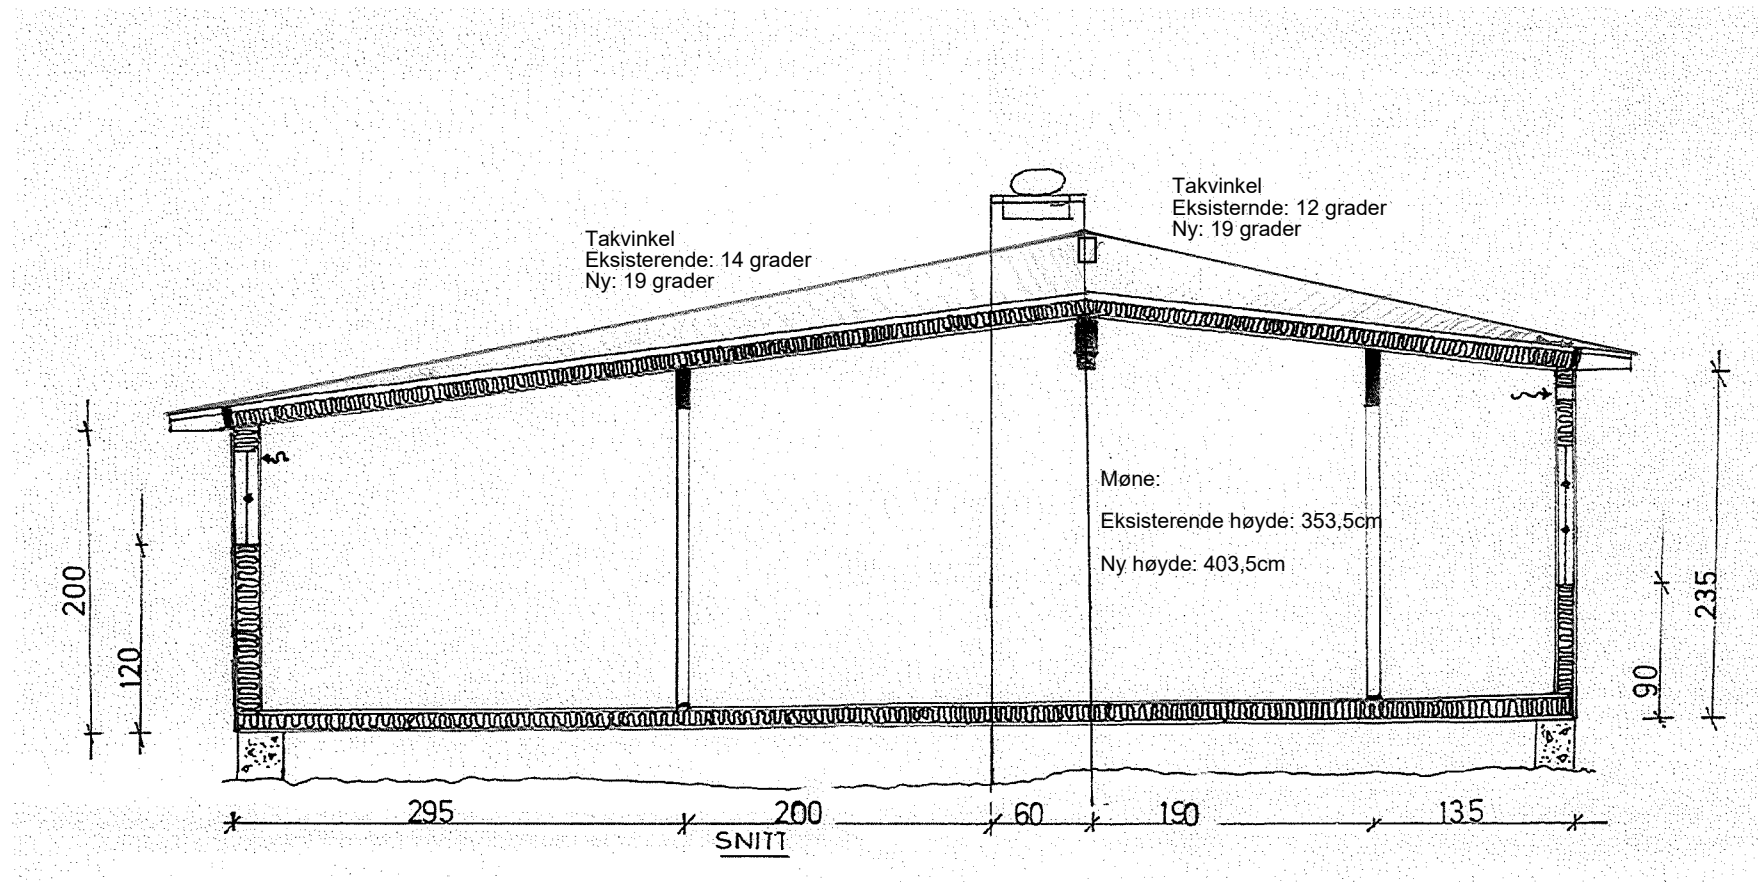 Takvinkel
Eksisternde: 12 grader
Ny: 19 grader
Takvinkel
Eksisterende: 14 grader
Ny: 19 grader
Møne:
Eksisterende høyde: 353,5cm
Ny høyde: 403,5cm
200
120
90
235
295
200
60
190
135
SNITT